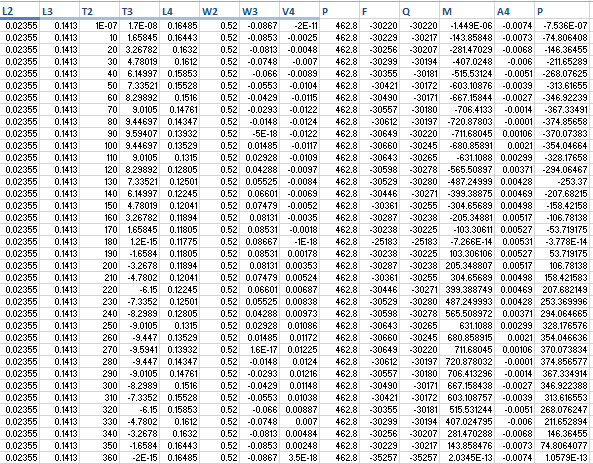 L2 L3 T2 T3 T4 W2 W3 V4 P F Q M A4 P
0.02355 0.1413 1E-07 1.7E-08 0.16485 0.52 -0.0867 -2E-11 462.8 -30220 -30220 -1.449E-06 -0.0074 -7.536E-07
0.02355 0.1413 10 1.65845 0.16443 0.52 -0.0853 -0.0025 462.8 -30229 -30217 -143.85848 -0.0073 -74.806408
0.02355 0.1413 20 3.26782 0.1632 0.52 -0.0813 -0.0048 462.8 -30256 -30207 -281.47029 -0.0068 -146.36455
0.02355 0.1413 30 4.78019 0.1612 0.52 -0.0748 -0.007 462.8 -30299 -30194 -407.0248 -0.006 -211.65289
0.02355 0.1413 40 6.14997 0.15853 0.52 -0.066 -0.0089 462.8 -30355 -30181 -515.53124 -0.0051 -268.07625
0.02355 0.1413 50 7.33521 0.15528 0.52 -0.0553 -0.0104 462.8 -30421 -30172 -603.10876 -0.0039 -313.61655
0.02355 0.1413 60 8.29892 0.1516 0.52 -0.0429 -0.0115 462.8 -30490 -30171 -667.15844 -0.0027 -346.92239
0.02355 0.1413 70 9.0105 0.14761 0.52 -0.0293 -0.0122 462.8 -30557 -30180 -706.4133 -0.0014 -367.33491
0.02355 0.1413 80 9.44697 0.14347 0.52 -0.0148 -0.0124 462.8 -30612 -30197 -720.87803 -0.0001 -374.85658
0.02355 0.1413 90 9.59407 0.13932 0.52 -5E-18 -0.0122 462.8 -30649 -30220 -711.68045 0.00106 -370.07383
0.02355 0.1413 100 9.44697 0.13529 0.52 0.01485 -0.0117 462.8 -30660 -30245 -680.85891 0.0021 -354.04664
0.02355 0.1413 110 9.0105 0.1315 0.52 0.02928 -0.0109 462.8 -30643 -30265 -631.1088 0.00299 -328.17658
0.02355 0.1413 120 8.29892 0.12805 0.52 0.04288 -0.0097 462.8 -30598 -30278 -565.50897 0.00371 -294.06467
0.02355 0.1413 130 7.33521 0.12501 0.52 0.05525 -0.0084 462.8 -30529 -30280 -487.24999 0.00428 -253.37
0.02355 0.1413 140 6.14997 0.12245 0.52 0.06601 -0.0069 462.8 -30446 -30271 -399.38875 0.00469 -207.68215
0.02355 0.1413 150 4.78019 0.12041 0.52 0.07479 -0.0052 462.8 -30361 -30255 -304.65689 0.00498 -158.42158
0.02355 0.1413 160 3.26782 0.11894 0.52 0.08131 -0.0035 462.8 -30287 -30238 -205.34881 0.00517 -106.78138
0.02355 0.1413 170 1.65845 0.11805 0.52 0.08531 -0.0018 462.8 -30238 -30225 -103.30611 0.00527 -53.719175
0.02355 0.1413 180 1.2E-15 0.11775 0.52 0.08667 -1E-18 462.8 -25183 -25183 -7.266E-14 0.00531 -3.778E-14
0.02355 0.1413 190 -1.6584 0.11805 0.52 0.08531 0.00178 462.8 -30238 -30225 103.306106 0.00527 53.719175
0.02355 0.1413 200 -3.2678 0.11894 0.52 0.08131 0.00353 462.8 -30287 -30238 205.348807 0.00517 106.78138
0.02355 0.1413 210 -4.7802 0.12041 0.52 0.07479 0.00524 462.8 -30361 -30255 304.65689 0.00498 158.421583
0.02355 0.1413 220 -6.15 0.12245 0.52 0.06601 0.00687 462.8 -30446 -30271 399.388749 0.00469 207.682149
0.02355 0.1413 230 -7.3352 0.12501 0.52 0.05525 0.00838 462.8 -30529 -30280 487.249993 0.00428 253.369996
0.02355 0.1413 240 -8.2989 0.12805 0.52 0.04288 0.00973 462.8 -30598 -30278 565.508972 0.00371 294.064665
0.02355 0.1413 250 -9.0105 0.1315 0.52 0.02928 0.01086 462.8 -30643 -30265 631.1088 0.00299 328.176576
0.02355 0.1413 260 -9.447 0.13529 0.52 0.01485 0.01172 462.8 -30660 -30245 680.858915 0.0021 354.046636
0.02355 0.1413 270 -9.5941 0.13932 0.52 1.6E-17 0.01225 462.8 -30649 -30220 711.68045 0.00106 370.073834
0.02355 0.1413 280 -9.447 0.14347 0.52 -0.0148 0.0124 462.8 -30612 -30197 720.878032 -0.0001 374.856577
0.02355 0.1413 290 -9.0105 0.14761 0.52 -0.0293 0.01216 462.8 -30557 -30180 706.413296 -0.0014 367.334914
0.02355 0.1413 300 -8.2989 0.1516 0.52 -0.0429 0.01148 462.8 -30490 -30171 667.158438 -0.0027 346.922388
0.02355 0.1413 310 -7.3352 0.15528 0.52 -0.0553 0.01038 462.8 -30421 -30172 603.108757 -0.0039 313.616553
0.02355 0.1413 320 -6.15 0.15853 0.52 -0.066 0.00887 462.8 -30355 -30181 515.531244 -0.0051 268.076247
0.02355 0.1413 330 -4.7802 0.1612 0.52 -0.0748 0.007 462.8 -30299 -30194 407.024795 -0.006 211.652894
0.02355 0.1413 340 -3.2678 0.1632 0.52 -0.0813 0.00484 462.8 -30256 -30207 281.470288 -0.0068 146.36455
0.02355 0.1413 350 -1.6584 0.16443 0.52 -0.0853 0.00248 462.8 -30229 -30217 143.858476 -0.0073 74.8064077
0.02355 0.1413 360 -2E-15 0.16485 0.52 -0.0867 3.5E-18 462.8 -35257 -35257 2.0345E-13 -0.0074 1.0579E-13